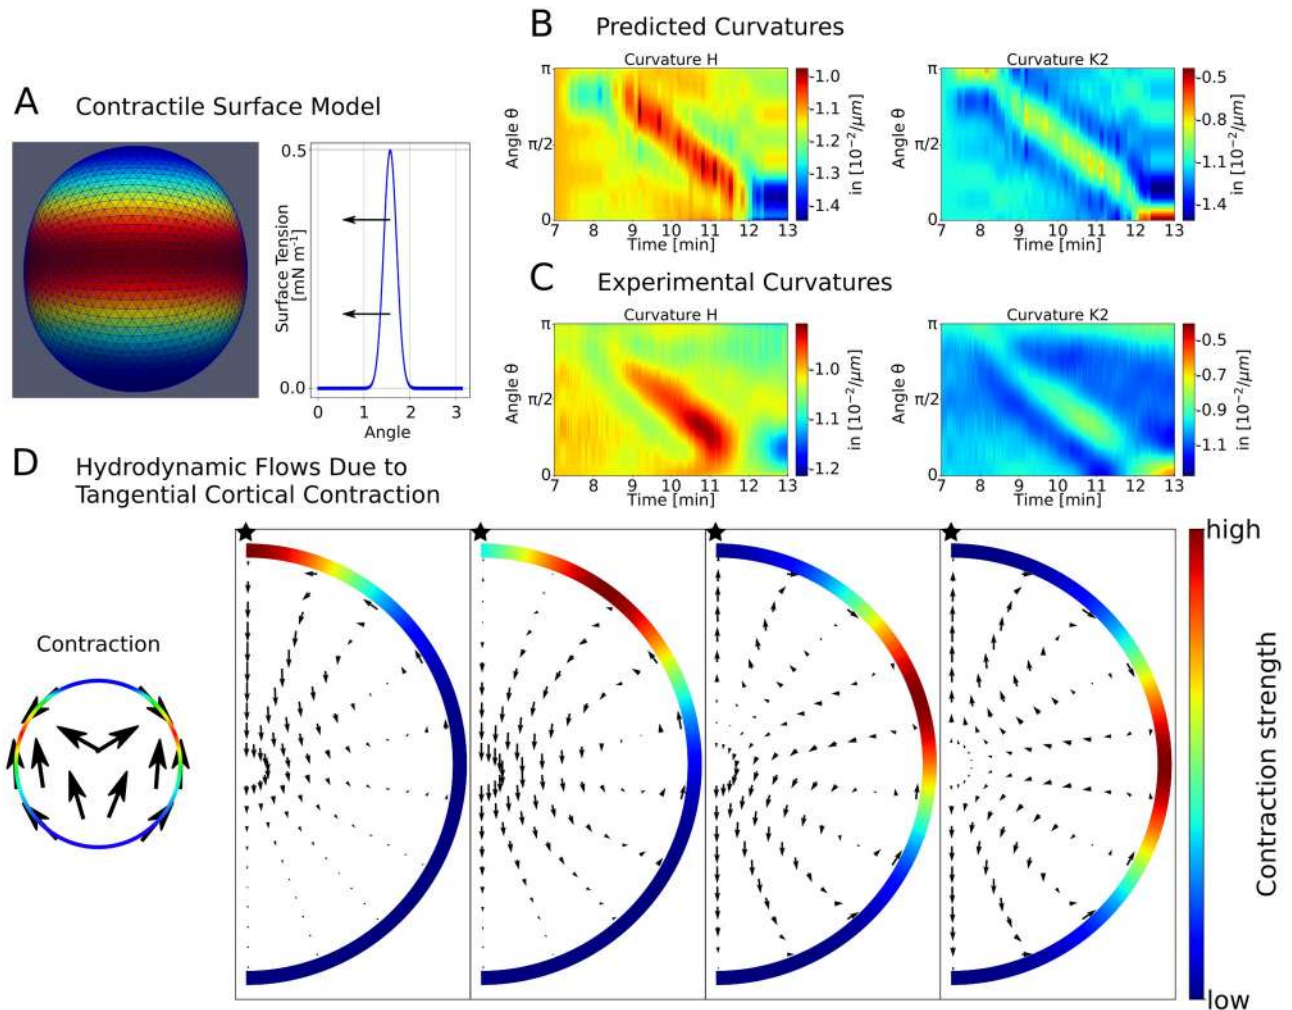 A Contractile Surface Model
0.5
0.0
Surface Tension
[mN m⁻¹]
0 1 2 3
Angle
B Predicted Curvatures
Curvature H
π
π/2
0
Angle θ
7 8 9 10 11 12 13
Time [min]
-1.0
-1.1
-1.2
-1.3
-1.4
in [10⁻²/μm]
Curvature K2
π
π/2
0
Angle θ
7 8 9 10 11 12 13
Time [min]
-0.5
-0.8
-1.1
-1.4
in [10⁻²/μm]
C Experimental Curvatures
Curvature H
π
π/2
0
Angle θ
7 8 9 10 11 12 13
Time [min]
-1.0
-1.1
-1.2
in [10⁻²/μm]
Curvature K2
π
π/2
0
Angle θ
7 8 9 10 11 12 13
Time [min]
-0.5
-0.7
-0.9
-1.1
in [10⁻²/μm]
D Hydrodynamic Flows Due to
Tangential Cortical Contraction
Contraction
high
low
Contraction strength